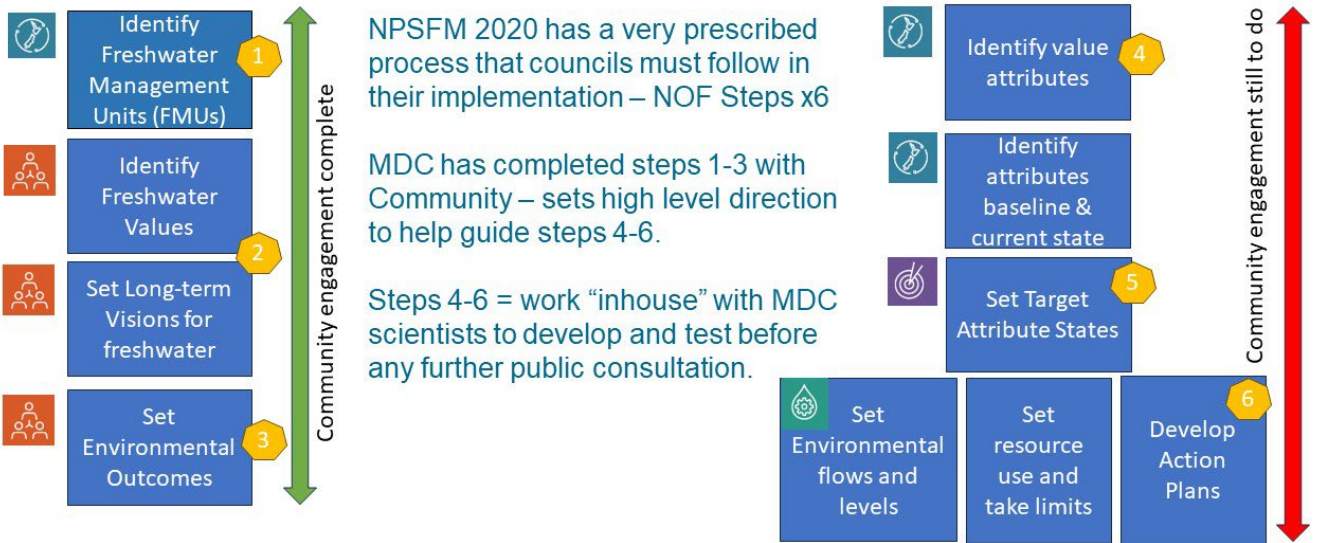 Identify
Freshwater
Management
Units (FMUs)
1
Identify
Freshwater
Values
2
Set Long-term
Visions for
freshwater
Set
Environmental
Outcomes
3
Community engagement complete
NPSFM 2020 has a very prescribed
process that councils must follow in
their implementation – NOF Steps x6
MDC has completed steps 1-3 with
Community – sets high level direction
to help guide steps 4-6.
Steps 4-6 = work “inhouse” with MDC
scientists to develop and test before
any further public consultation.
Identify value
attributes
4
Identify
attributes
baseline &
current state
Set Target
Attribute States
5
Set
Environmental
flows and
levels
Set
resource
use and
take limits
Develop
Action
Plans
6
Community engagement still to do